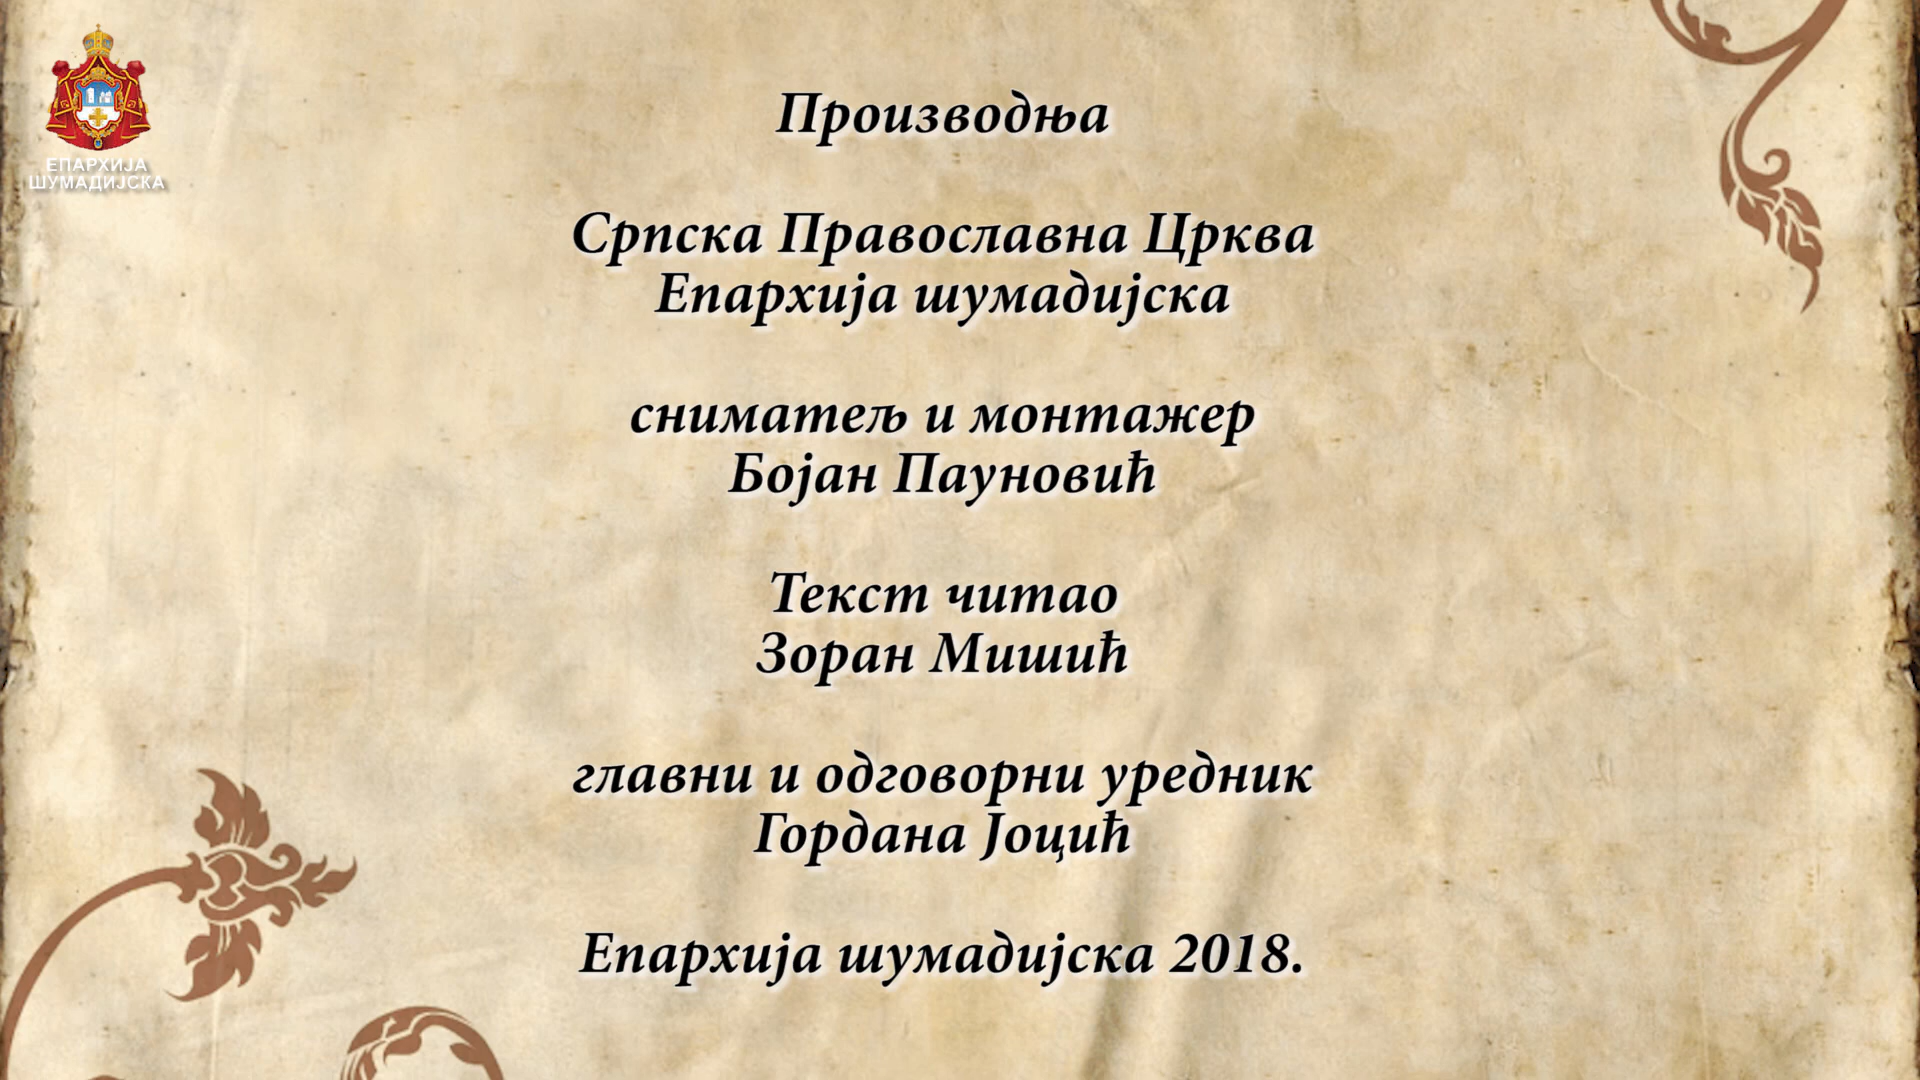 ЕПАРХИЈА
ШУМАДИЈСКА
Производња
Српска Православна Црква
Епархија шумадијска
сниматељ и монтажер
Бојан Пауновић
Текст читао
Зоран Мишић
главни и одговорни уредник
Гордана Јоцић
Епархија шумадијска 2018.